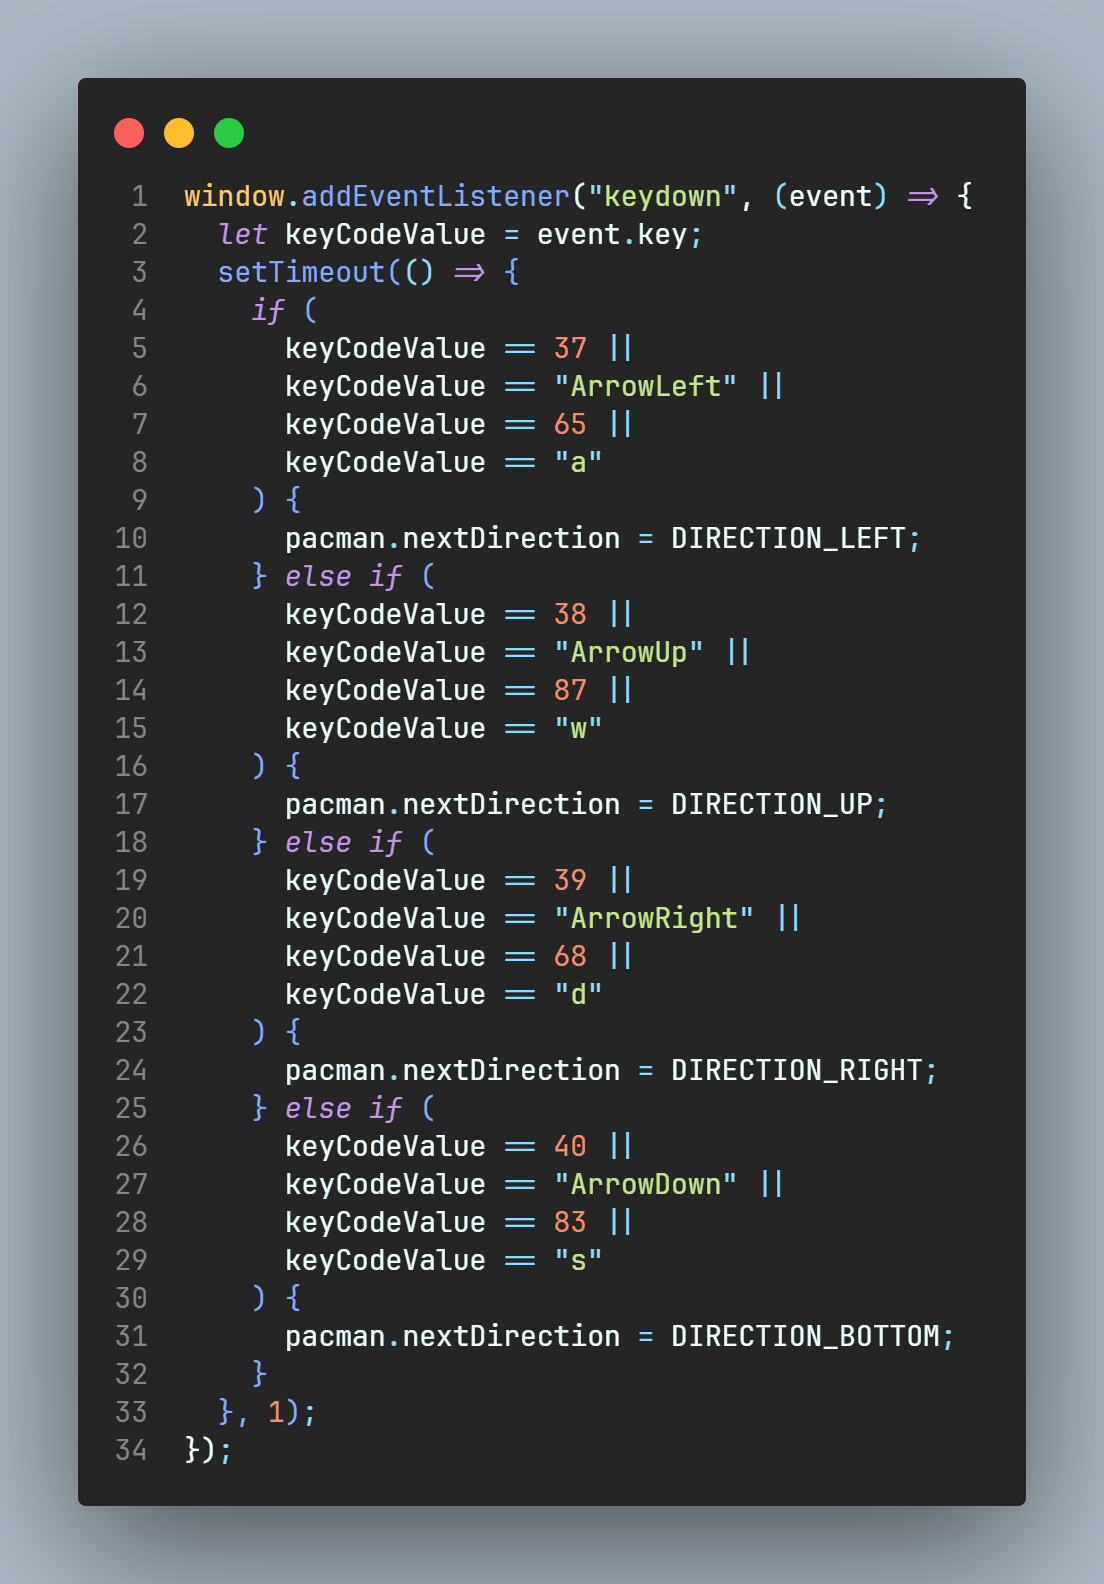 1 window.addEventListener("keydown", (event) => {
2 let keyCodeValue = event.key;
3 setTimeout(() => {
4 if (
5 keyCodeValue == 37 ||
6 keyCodeValue == "ArrowLeft" ||
7 keyCodeValue == 65 ||
8 keyCodeValue == "a"
9 ) {
10 pacman.nextDirection = DIRECTION_LEFT;
11 } else if (
12 keyCodeValue == 38 ||
13 keyCodeValue == "ArrowUp" ||
14 keyCodeValue == 87 ||
15 keyCodeValue == "w"
16 ) {
17 pacman.nextDirection = DIRECTION_UP;
18 } else if (
19 keyCodeValue == 39 ||
20 keyCodeValue == "ArrowRight" ||
21 keyCodeValue == 68 ||
22 keyCodeValue == "d"
23 ) {
24 pacman.nextDirection = DIRECTION_RIGHT;
25 } else if (
26 keyCodeValue == 40 ||
27 keyCodeValue == "ArrowDown" ||
28 keyCodeValue == 83 ||
29 keyCodeValue == "s"
30 ) {
31 pacman.nextDirection = DIRECTION_BOTTOM;
32 }
33 }, 1);
34 });